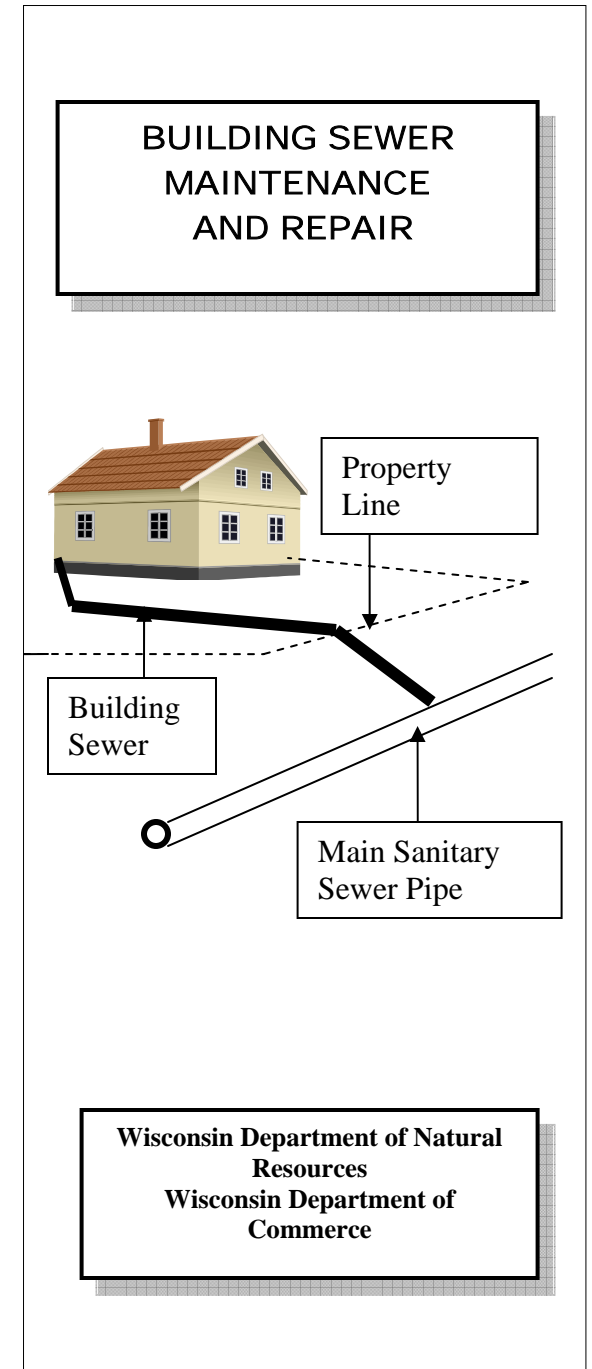 BUILDING SEWER
MAINTENANCE
AND REPAIR
Property
Line
Building
Sewer
Main Sanitary
Sewer Pipe
Wisconsin Department of Natural
Resources
Wisconsin Department of
Commerce